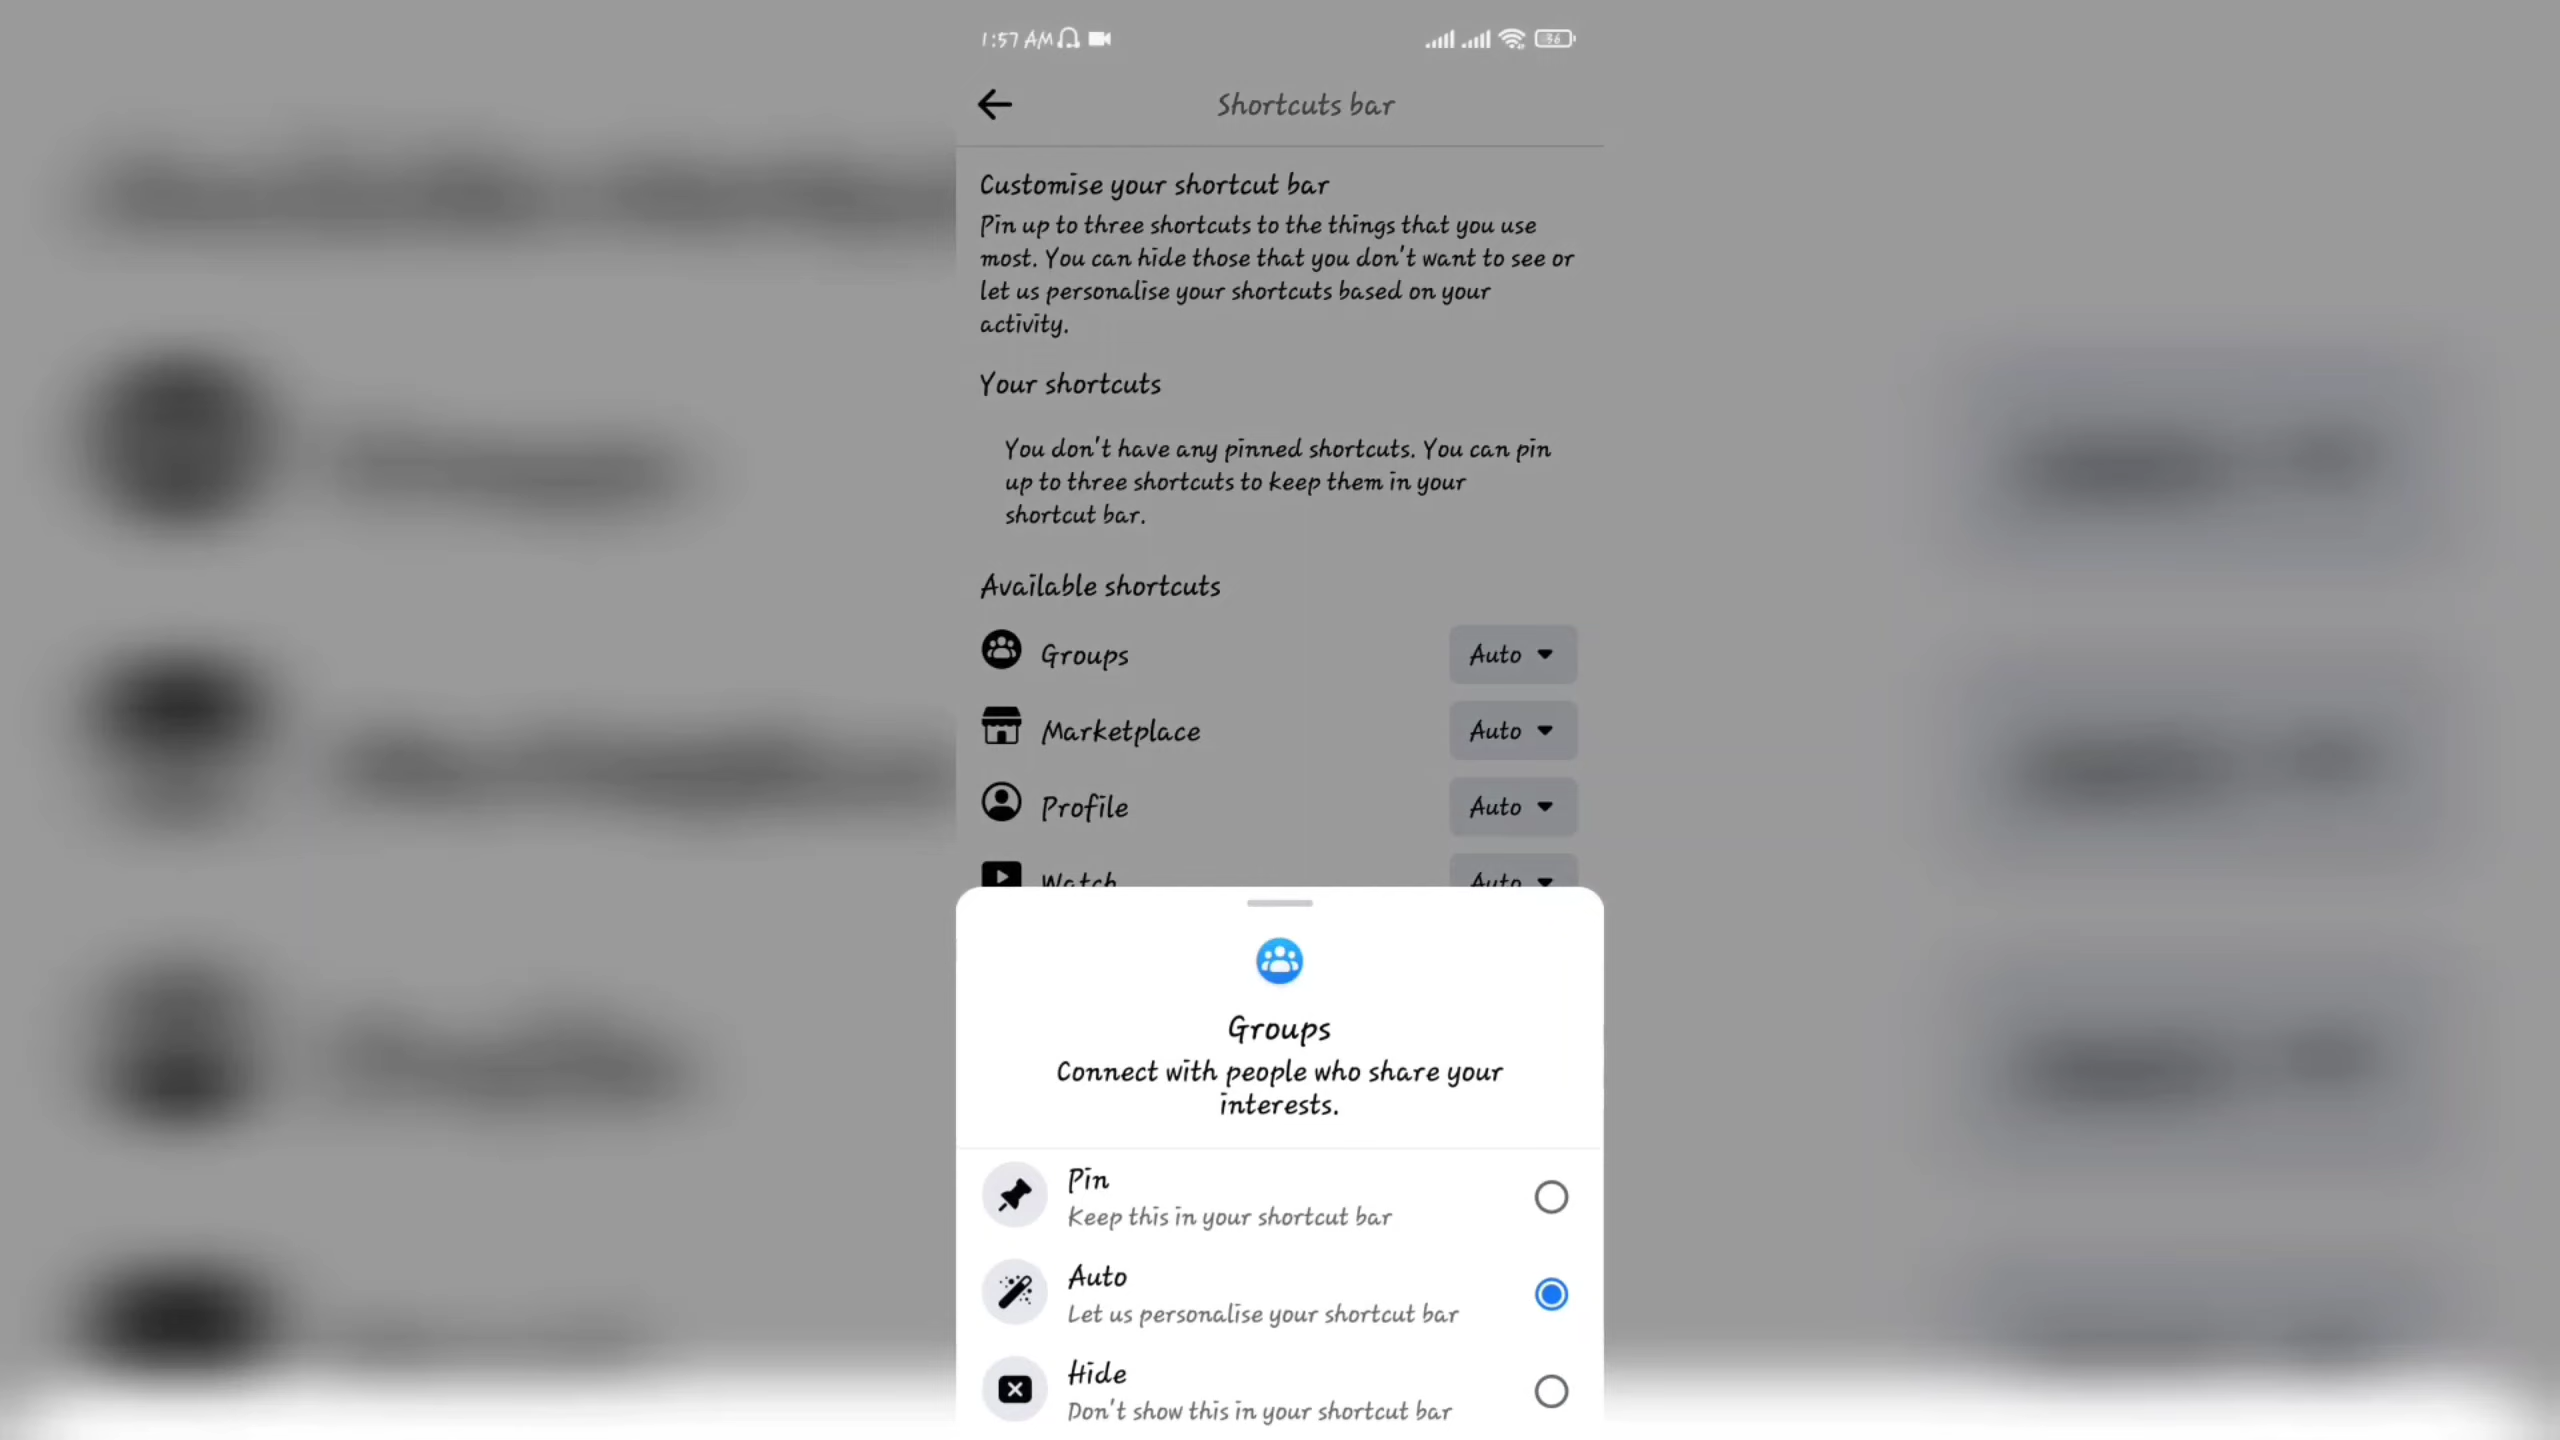 1:57 AM
36
Shortcuts bar
Customise your shortcut bar
Pin up to three shortcuts to the things that you use
most. You can hide those that you don't want to see or
let us personalise your shortcuts based on your
activity.
Your shortcuts
You don't have any pinned shortcuts. You can pin
up to three shortcuts to keep them in your
shortcut bar.
Available shortcuts
Groups Auto
Marketplace Auto
Profile Auto
Watch Auto
Groups
Connect with people who share your
interests.
Pin
Keep this in your shortcut bar
Auto
Let us personalise your shortcut bar
Hide
Don't show this in your shortcut bar